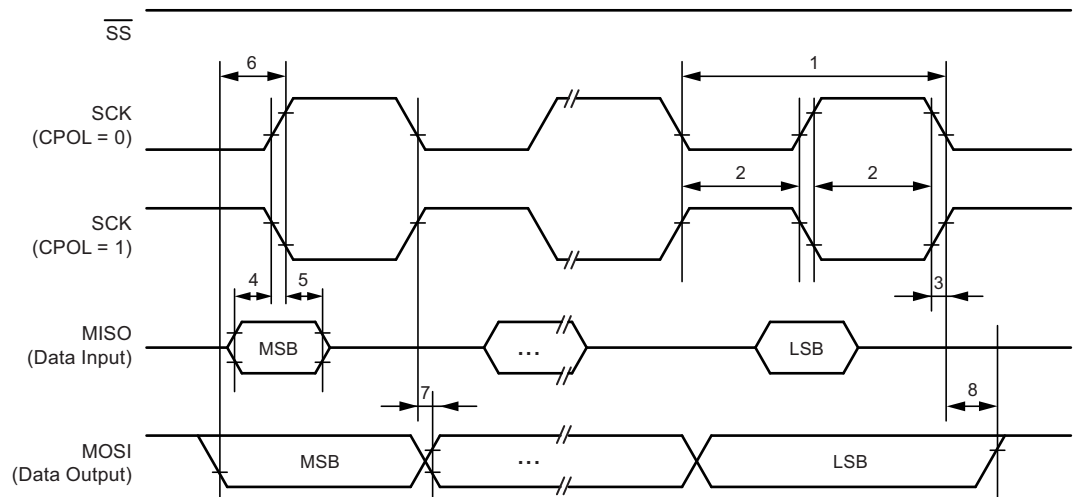 SS
6
1
SCK
(CPOL = 0)
2
2
SCK
(CPOL = 1)
4
5
3
MISO
(Data Input)
MSB
...
LSB
7
8
MOSI
(Data Output)
MSB
...
LSB